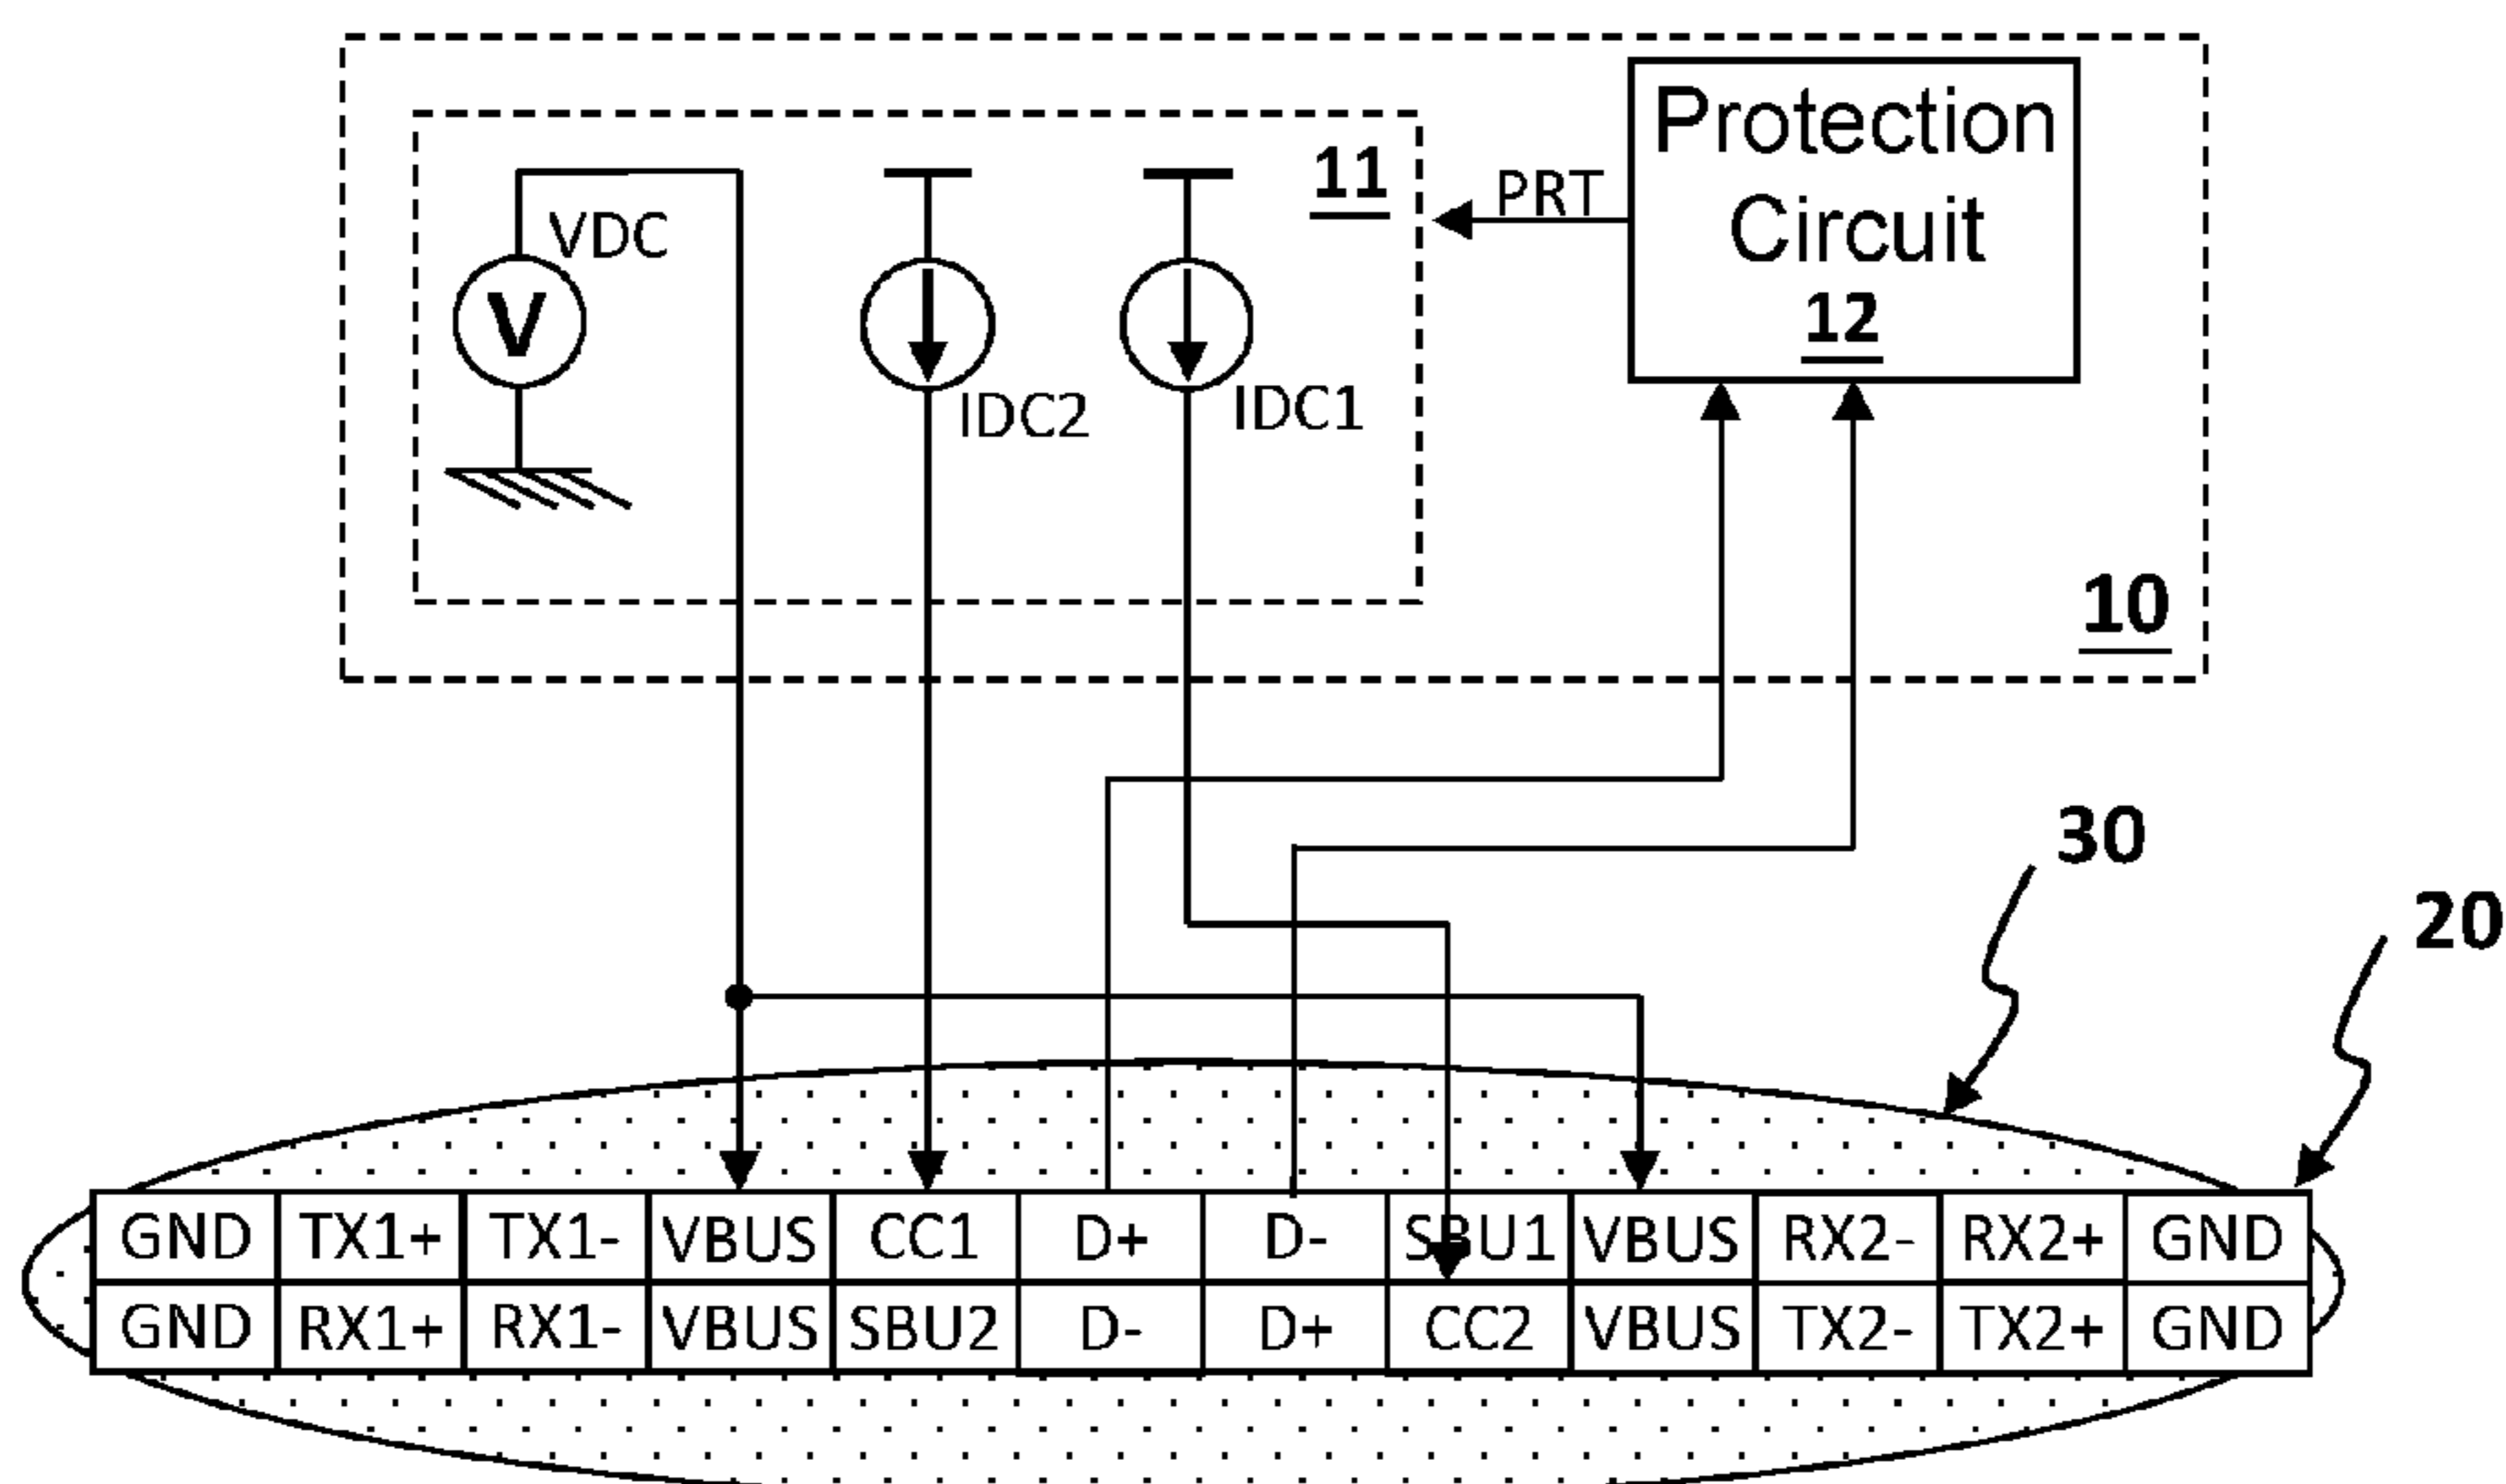 Protection
Circuit
12
11
PRT
VDC
V
IDC2
IDC1
10
30
20
GND TX1+ TX1- VBUS CC1 D+ D- SBU1 VBUS RX2- RX2+ GND
GND RX1+ RX1- VBUS SBU2 D- D+ CC2 VBUS TX2- TX2+ GND